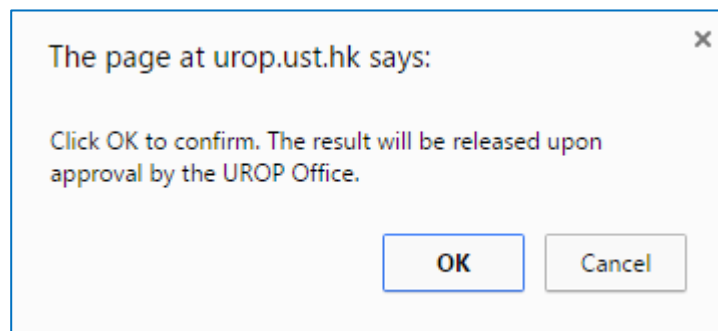 The page at urop.ust.hk says:
Click OK to confirm. The result will be released upon
approval by the UROP Office.
OK
Cancel